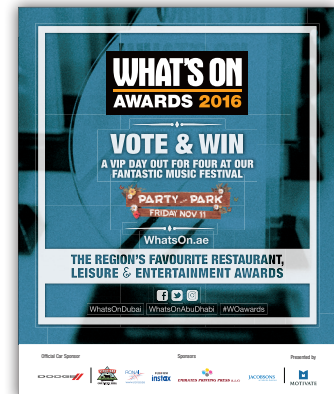 WHAT'S ON
AWARDS 2016
VOTE & WIN
A VIP DAY OUT FOR FOUR AT OUR
FANTASTIC MUSIC FESTIVAL
PARTY IN THE PARK
FRIDAY NOV 11
WhatsOn.ae
THE REGION'S FAVOURITE RESTAURANT,
LEISURE & ENTERTAINMENT AWARDS
WhatsOnDubai WhatsOnAbuDhabi #WOawards
Official Car Sponsor Sponsors Presented by
DODGE instax EMIRATES PRINTING PRESS JACOBSONS MOTIVATE